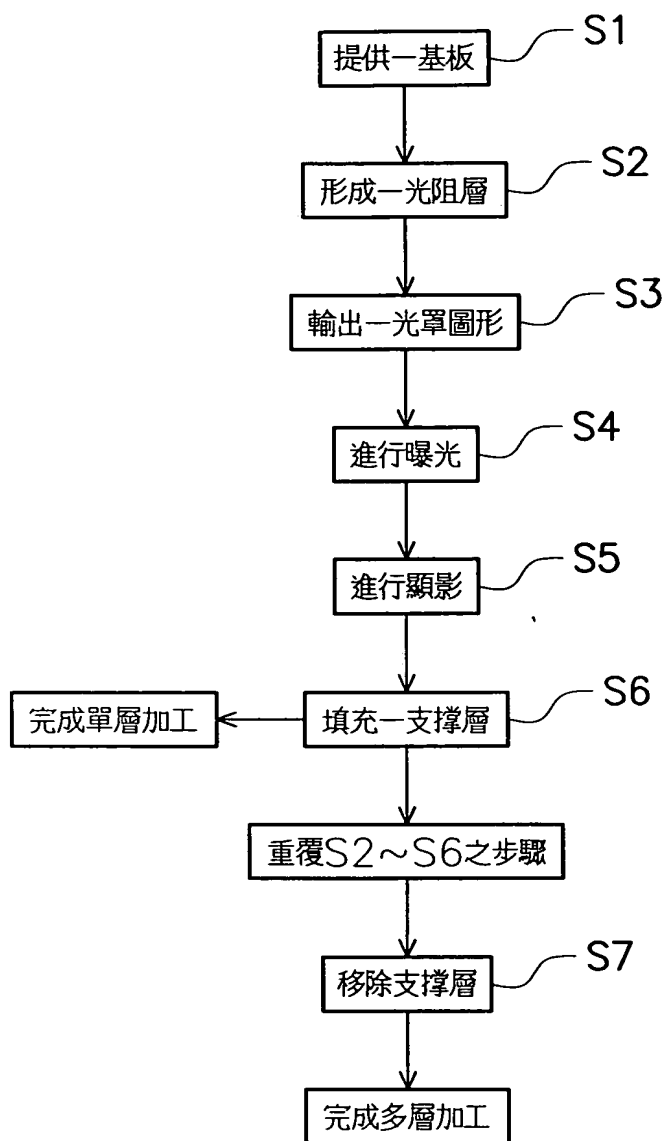 提供一基板
S1
形成一光阻層
S2
輸出一光罩圖形
S3
進行曝光
S4
進行顯影
S5
完成單層加工
填充一支撐層
S6
重覆S2～S6之步驟
移除支撐層
S7
完成多層加工